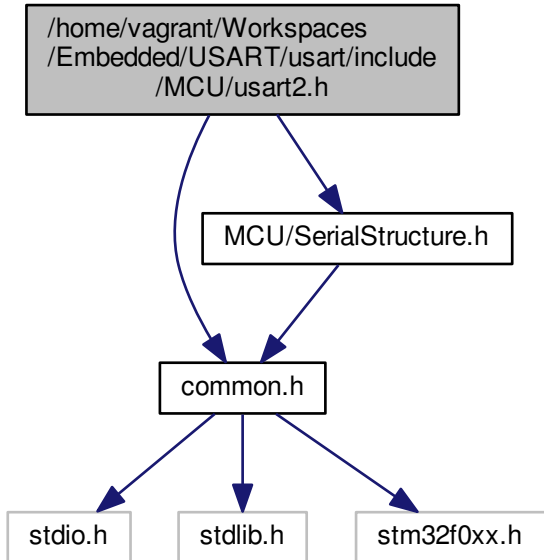 /home/vagrant/Workspaces
/Embedded/USART/usart/include
/MCU/usart2.h
MCU/SerialStructure.h
common.h
stdio.h
stdlib.h
stm32f0xx.h